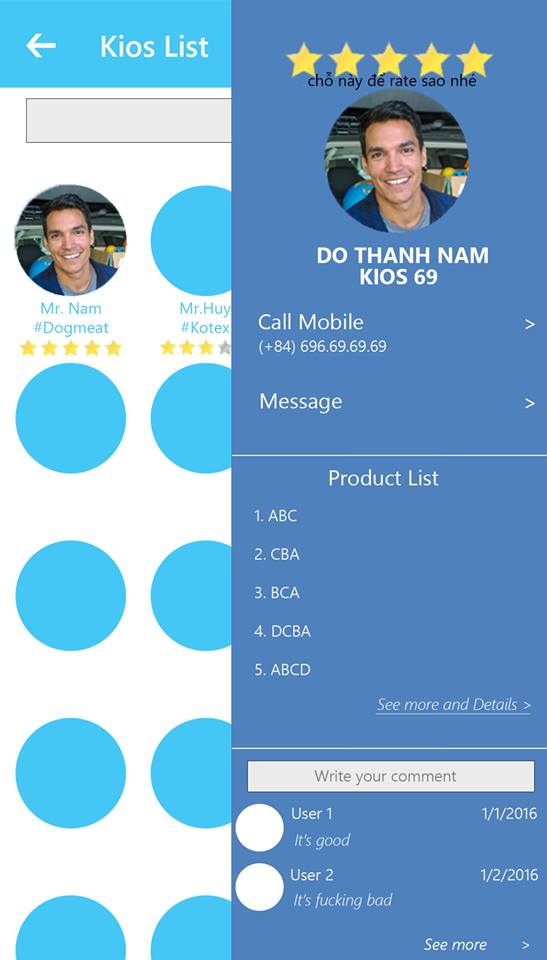 Kios List
Mr. Nam
#Dogmeat
Mr.Huy
#Kotex
chỗ này để rate sao nhé
DO THANH NAM
KIOS 69
Call Mobile >
(+84) 696.69.69.69
Message >
Product List
1. ABC
2. CBA
3. BCA
4. DCBA
5. ABCD
See more and Details >
Write your comment
User 1 1/1/2016
It's good
User 2 1/2/2016
It's fucking bad
See more >